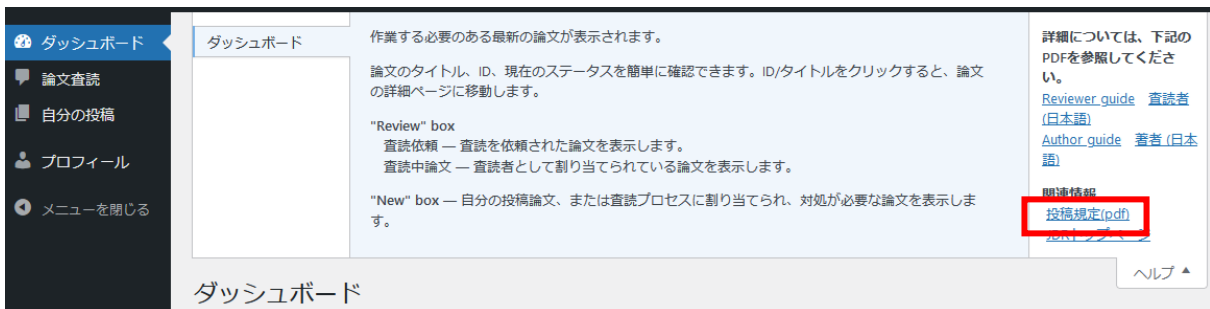 ダッシュボード
論文査読
自分の投稿
プロフィール
メニューを閉じる
ダッシュボード
作業する必要のある最新の論文が表示されます。
論文のタイトル、ID、現在のステータスを簡単に確認できます。ID/タイトルをクリックすると、論文
の詳細ページに移動します。
"Review" box
査読依頼 — 査読を依頼された論文を表示します。
査読中論文 — 査読者として割り当てられている論文を表示します。
"New" box — 自分の投稿論文、または査読プロセスに割り当てられ、対処が必要な論文を表示しま
す。
詳細については、下記の
PDFを参照してくださ
い。
Reviewer guide 査読者
(日本語)
Author guide 著者 (日本
語)
関連情報
投稿規定(pdf)
JDRトップページ
ヘルプ ▲
ダッシュボード